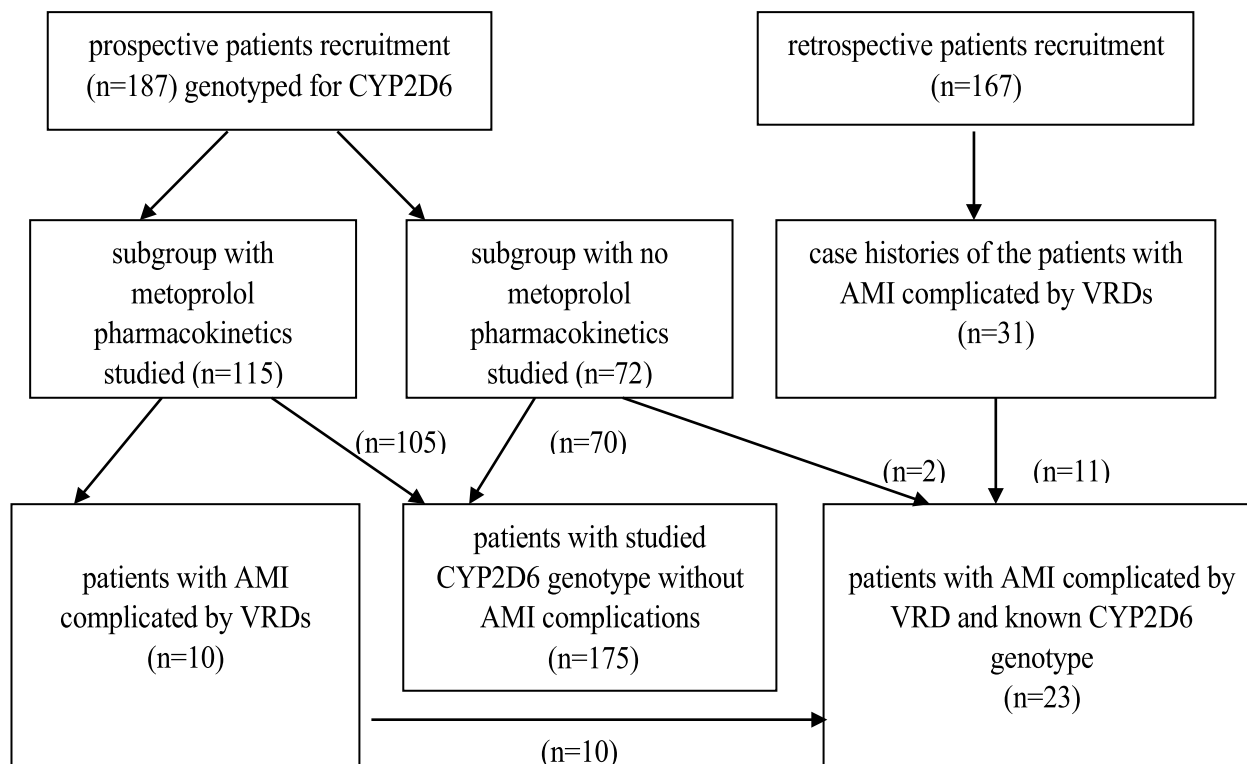 prospective patients recruitment
(n=187) genotyped for CYP2D6
retrospective patients recruitment
(n=167)
subgroup with
metoprolol
pharmacokinetics
studied (n=115)
subgroup with no
metoprolol
pharmacokinetics
studied (n=72)
case histories of the patients with
AMI complicated by VRDs
(n=31)
(n=105)
(n=70)
(n=2)
(n=11)
patients with AMI
complicated by VRDs
(n=10)
patients with studied
CYP2D6 genotype without
AMI complications
(n=175)
patients with AMI complicated by
VRD and known CYP2D6
genotype
(n=23)
(n=10)